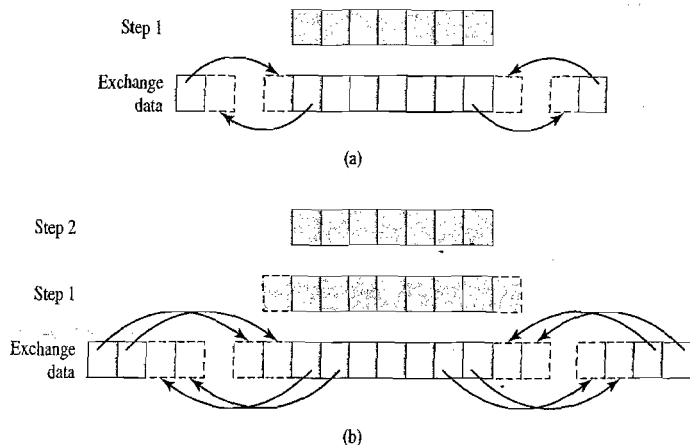 Step 1
Exchange
data
(a)
Step 2
Step 1
Exchange
data
(b)